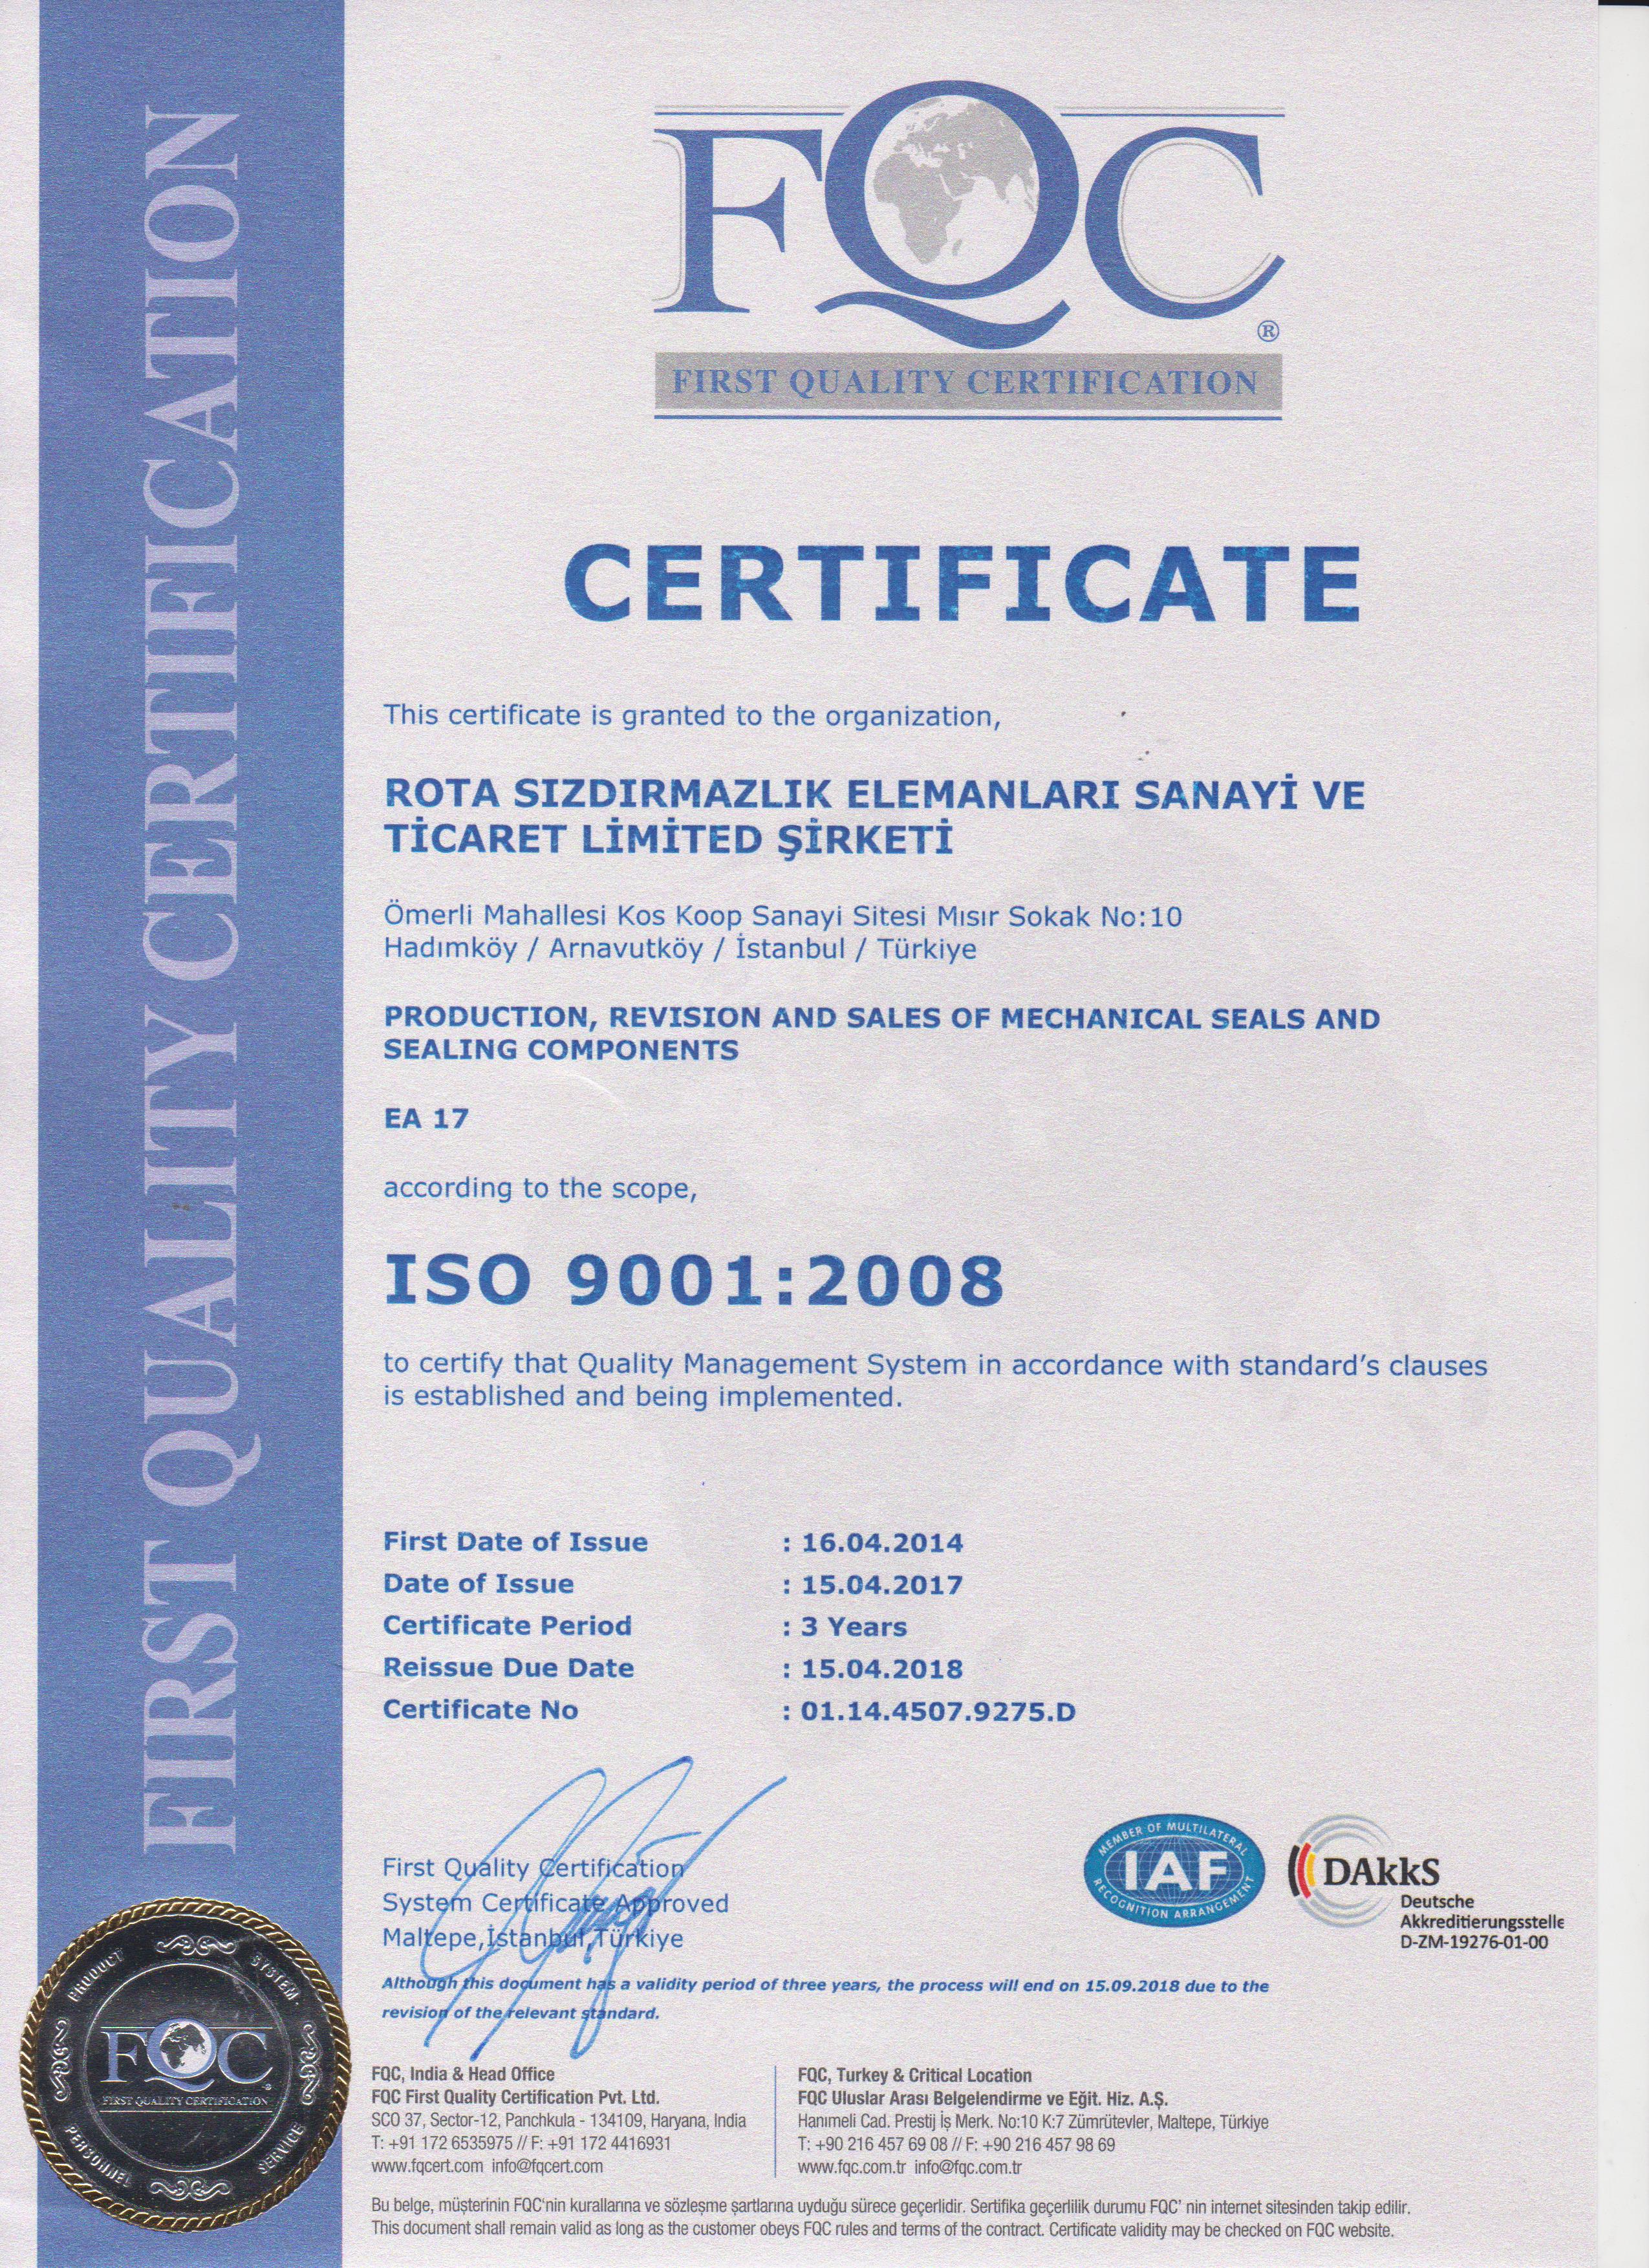 FIRST QUALITY CERTIFICATION
FQC
®
FIRST QUALITY CERTIFICATION
CERTIFICATE
This certificate is granted to the organization,
ROTA SIZDIRMAZLIK ELEMANLARI SANAYİ VE
TİCARET LİMİTED ŞİRKETİ
Ömerli Mahallesi Kos Koop Sanayi Sitesi Mısır Sokak No:10
Hadımköy / Arnavutköy / İstanbul / Türkiye
PRODUCTION, REVISION AND SALES OF MECHANICAL SEALS AND
SEALING COMPONENTS
EA 17
according to the scope,
ISO 9001:2008
to certify that Quality Management System in accordance with standard's clauses
is established and being implemented.
First Date of Issue : 16.04.2014
Date of Issue : 15.04.2017
Certificate Period : 3 Years
Reissue Due Date : 15.04.2018
Certificate No : 01.14.4507.9275.D
First Quality Certification
System Certificate Approved
Maltepe,İstanbul,Türkiye
MEMBER OF MULTILATERAL
IAF
RECOGNITION ARRANGEMENT
DAkkS
Deutsche
Akkreditierungsstelle
D-ZM-19276-01-00
Although this document has a validity period of three years, the process will end on 15.09.2018 due to the
revision of the relevant standard.
PRODUCT SYSTEM
FQC
FIRST QUALITY CERTIFICATION
PERSONNEL SERVICE
FQC, India & Head Office
FQC First Quality Certification Pvt. Ltd.
SCO 37, Sector-12, Panchkula - 134109, Haryana, India
T: +91 172 6535975 // F: +91 172 4416931
www.fqcert.com info@fqcert.com
FQC, Turkey & Critical Location
FQC Uluslar Arası Belgelendirme ve Eğit. Hiz. A.Ş.
Hanımeli Cad. Prestij İş Merk. No:10 K:7 Zümrütevler, Maltepe, Türkiye
T: +90 216 457 69 08 // F: +90 216 457 98 69
www.fqc.com.tr info@fqc.com.tr
Bu belge, müşterinin FQC'nin kurallarına ve sözleşme şartlarına uyduğu sürece geçerlidir. Sertifika geçerlilik durumu FQC' nin internet sitesinden takip edilir.
This document shall remain valid as long as the customer obeys FQC rules and terms of the contract. Certificate validity may be checked on FQC website.